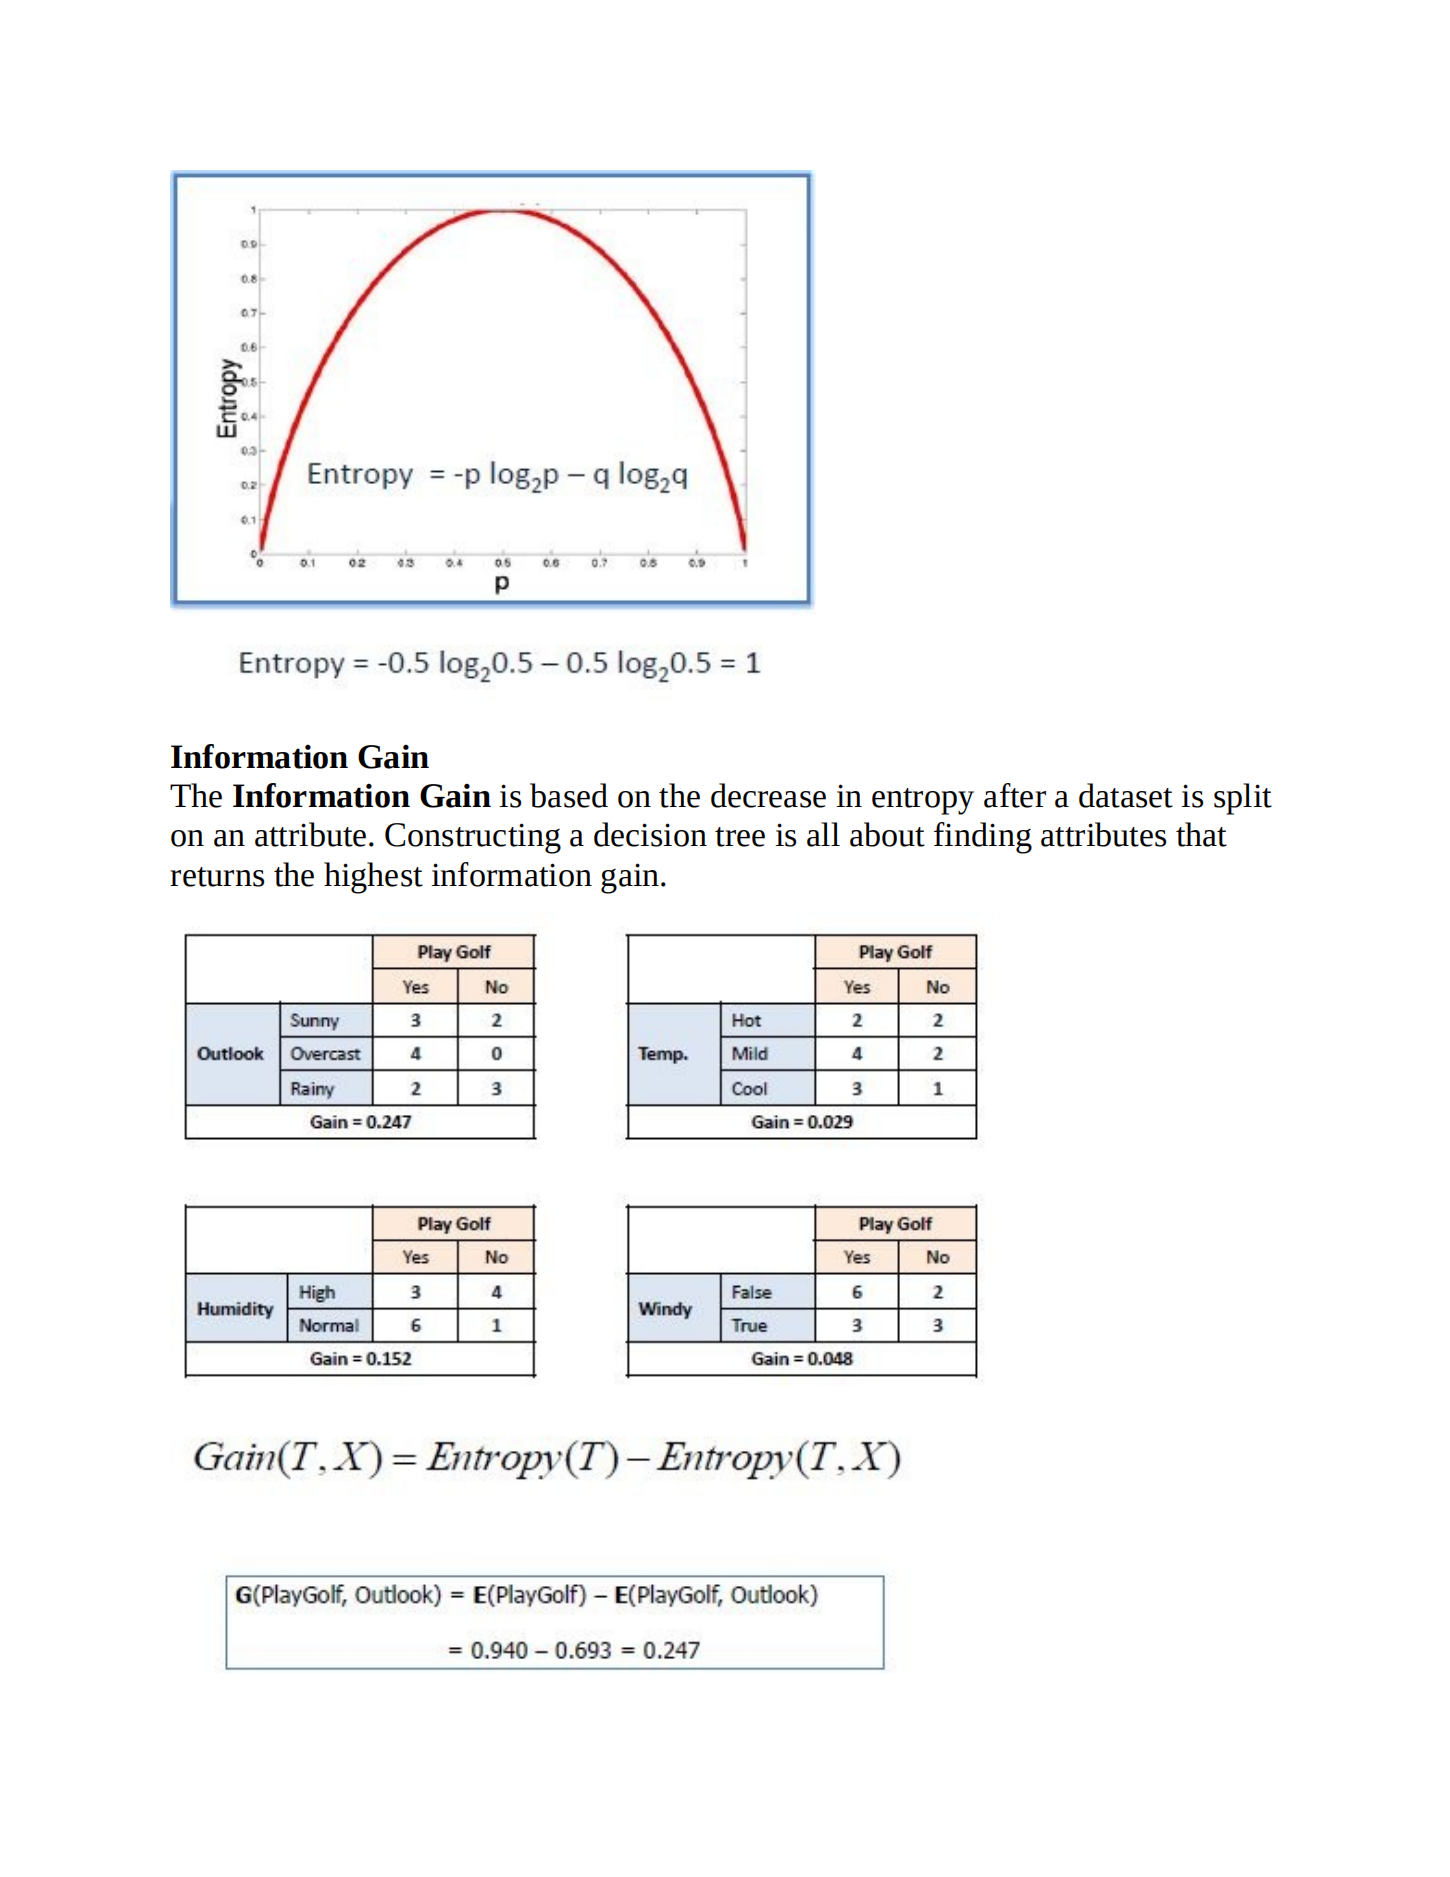 1
0.9
0.8
0.7
0.6
0.5
0.4
0.3
0.2
0.1
0
Entropy
Entropy = -p log₂p – q log₂q
0 0.1 0.2 0.3 0.4 0.5 0.6 0.7 0.8 0.9 1
p
Entropy = -0.5 log₂0.5 – 0.5 log₂0.5 = 1
Information Gain
The Information Gain is based on the decrease in entropy after a dataset is split
on an attribute. Constructing a decision tree is all about finding attributes that
returns the highest information gain.
Play Golf
Yes No
Outlook
Sunny 3 2
Overcast 4 0
Rainy 2 3
Gain = 0.247
Play Golf
Yes No
Temp.
Hot 2 2
Mild 4 2
Cool 3 1
Gain = 0.029
Play Golf
Yes No
Humidity
High 3 4
Normal 6 1
Gain = 0.152
Play Golf
Yes No
Windy
False 6 2
True 3 3
Gain = 0.048
Gain(T, X) = Entropy(T) – Entropy(T, X)
G(PlayGolf, Outlook) = E(PlayGolf) – E(PlayGolf, Outlook)
= 0.940 – 0.693 = 0.247